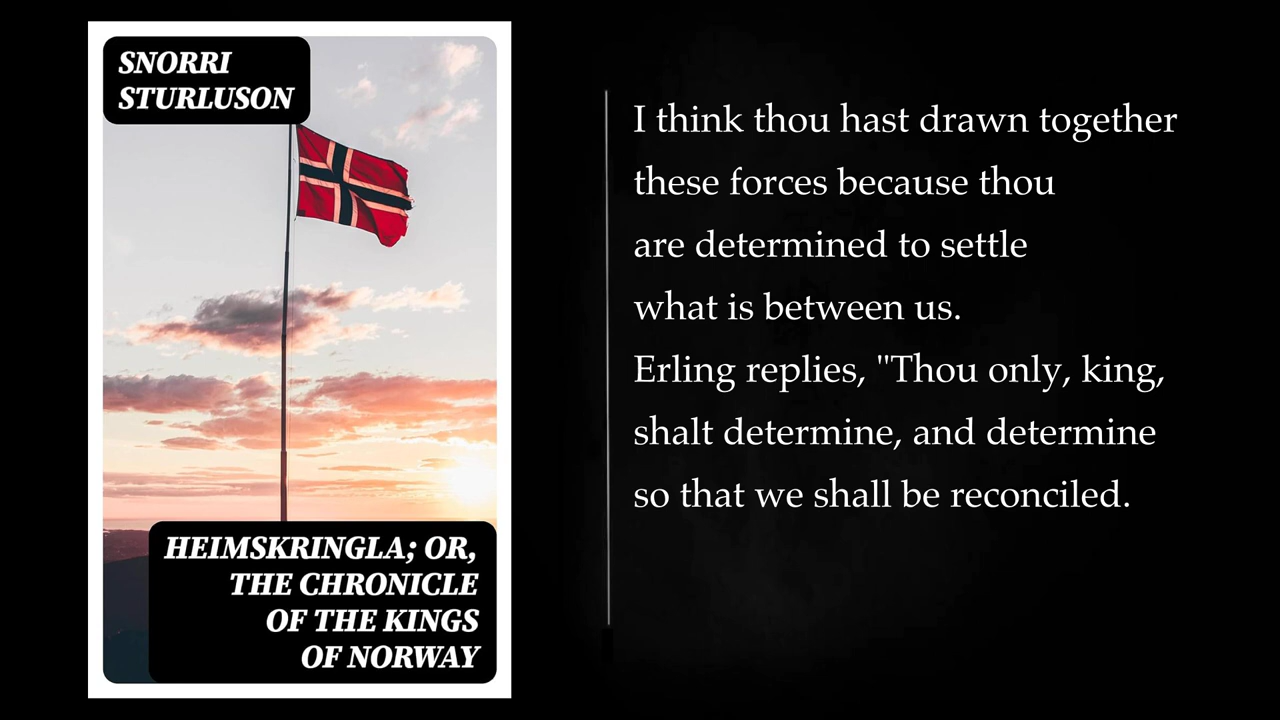 SNORRI
STURLUSON
HEIMSKRINGLA; OR,
THE CHRONICLE
OF THE KINGS
OF NORWAY
I think thou hast drawn together
these forces because thou
are determined to settle
what is between us.
Erling replies, "Thou only, king,
shalt determine, and determine
so that we shall be reconciled.